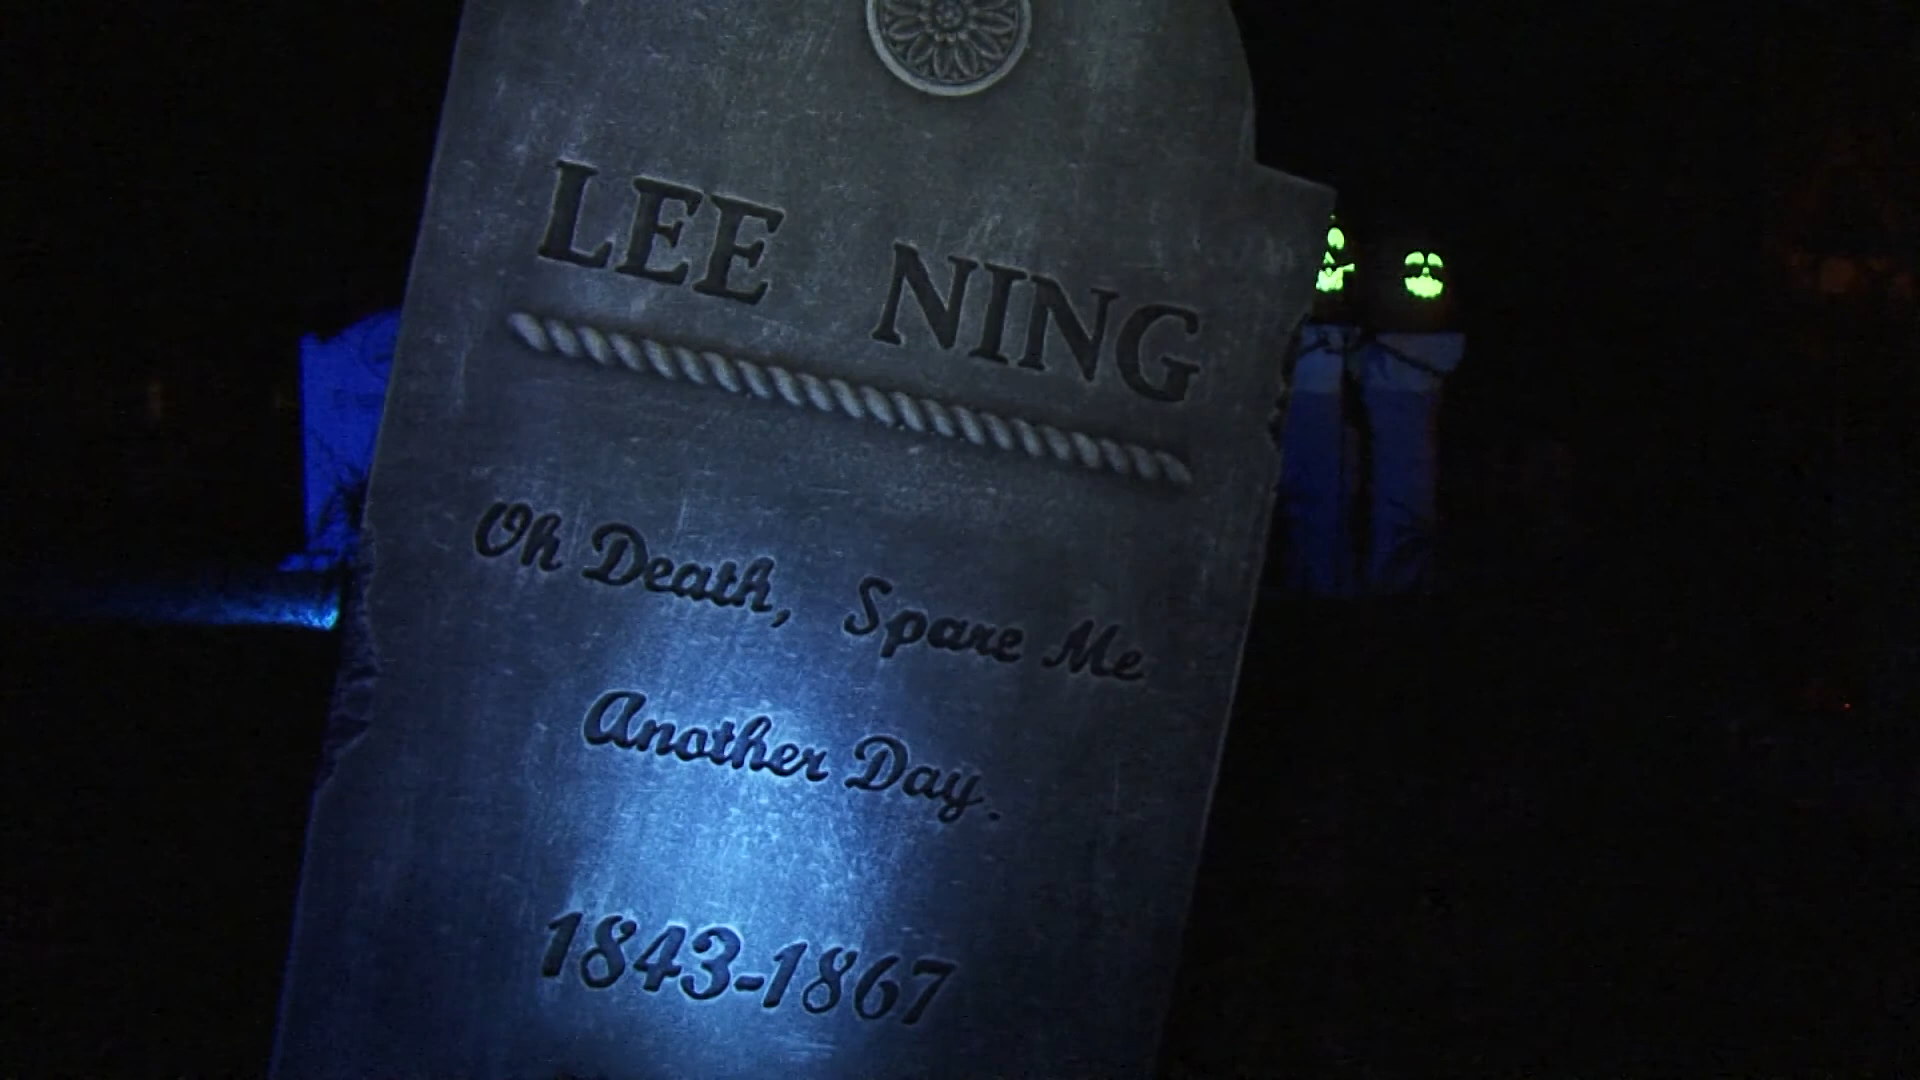 LEE NING
Oh Death, Spare Me
Another Day.
1843-1867